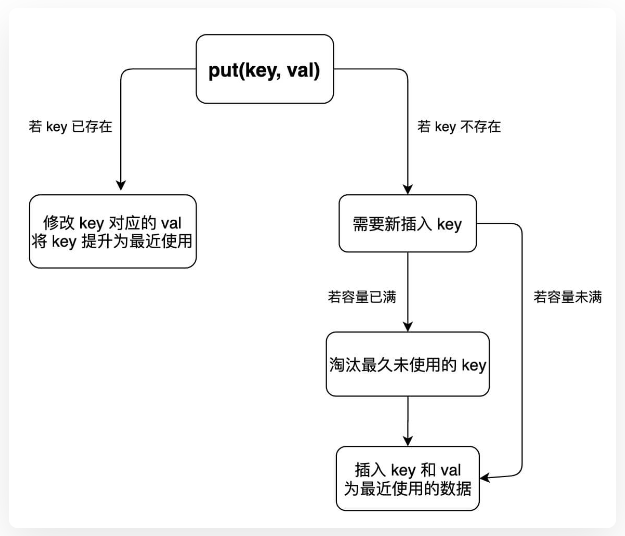 put(key, val)
若 key 已存在
若 key 不存在
修改 key 对应的 val
将 key 提升为最近使用
需要新插入 key
若容量已满
若容量未满
淘汰最久未使用的 key
插入 key 和 val
为最近使用的数据